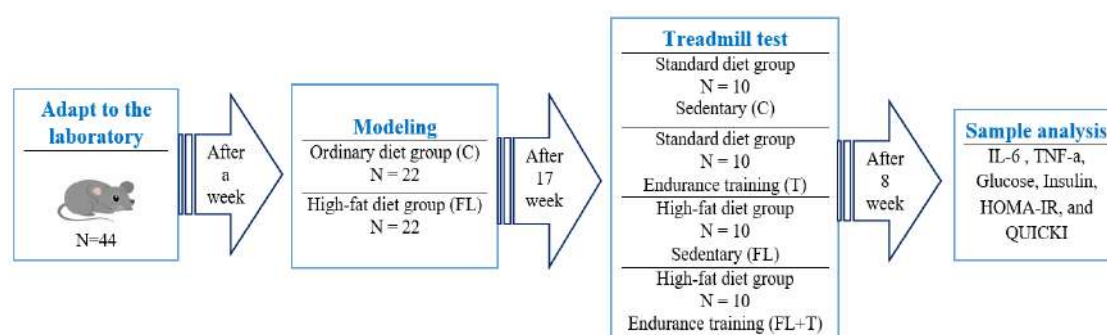 Adapt to the
laboratory
N=44
After
a
week
Modeling
Ordinary diet group (C)
N = 22
High-fat diet group (FL)
N = 22
After
17
week
Treadmill test
Standard diet group
N = 10
Sedentary (C)
Standard diet group
N = 10
Endurance training (T)
High-fat diet group
N = 10
Sedentary (FL)
High-fat diet group
N = 10
Endurance training (FL+T)
After
8
week
Sample analysis
IL-6 , TNF-a,
Glucose, Insulin,
HOMA-IR, and
QUICKI